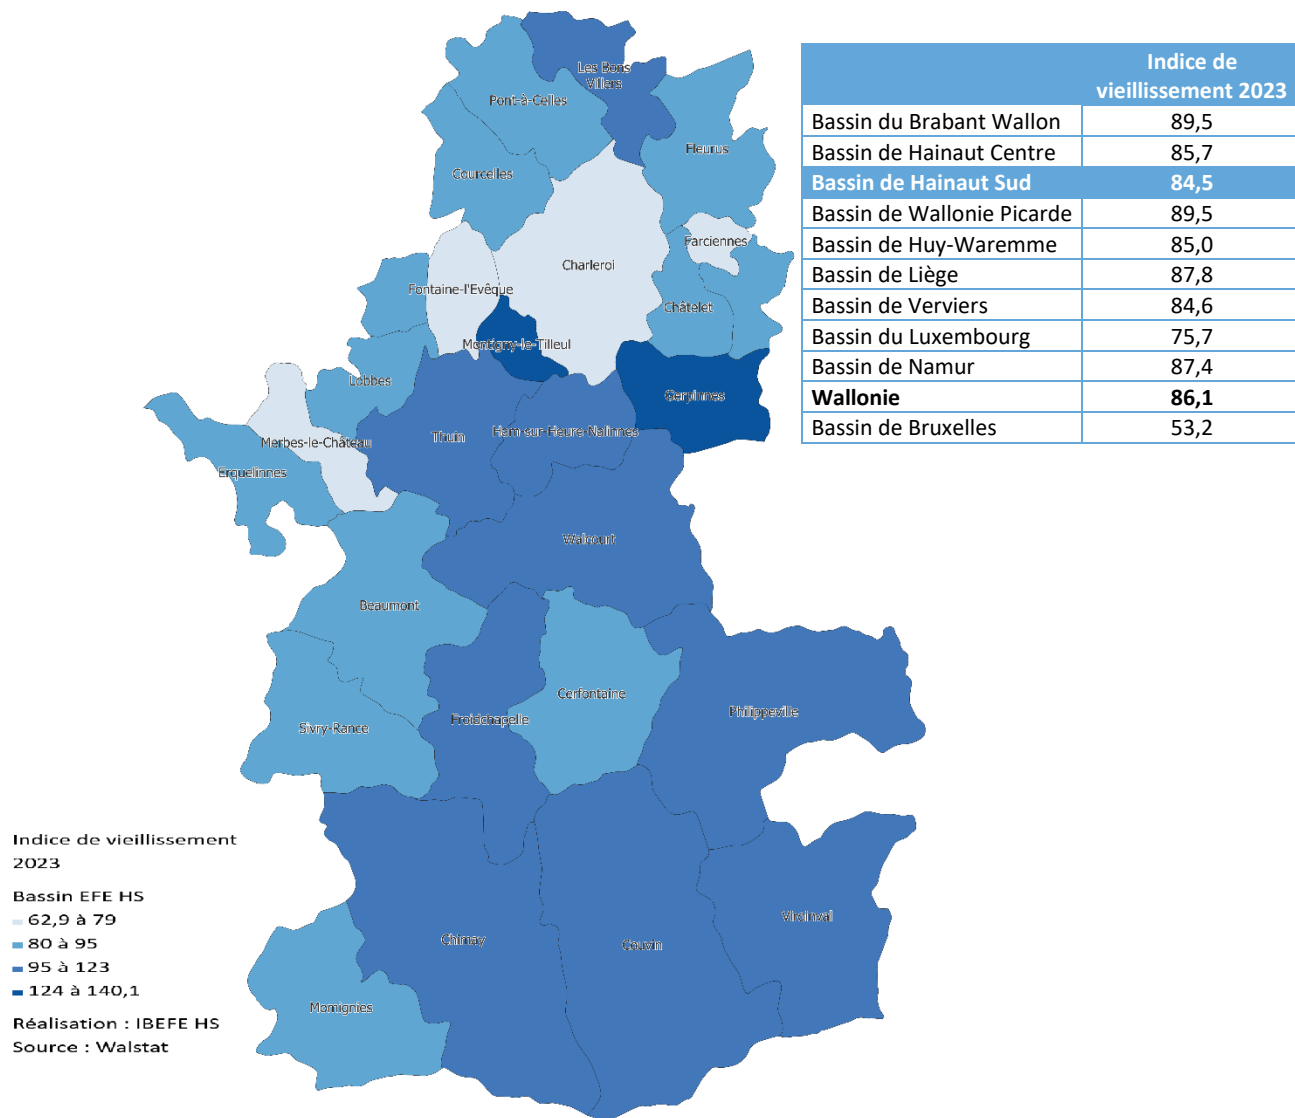 Indice de
vieillissement 2023
Bassin du Brabant Wallon 89,5
Bassin de Hainaut Centre 85,7
Bassin de Hainaut Sud 84,5
Bassin de Wallonie Picarde 89,5
Bassin de Huy-Waremme 85,0
Bassin de Liège 87,8
Bassin de Verviers 84,6
Bassin du Luxembourg 75,7
Bassin de Namur 87,4
Wallonie 86,1
Bassin de Bruxelles 53,2
Les Bons
Villers
Pont-à-Celles
Fleurus
Courcelles
Farciennes
Charleroi
Fontaine-l'Evêque
Châtelet
Montigny-le-Tilleul
Lobbes
Gerpinnes
Thuin
Ham-sur-Heure-Nalinnes
Merbes-le-Château
Erquelinnes
Walcourt
Beaumont
Cerfontaine
Philippeville
Froidchapelle
Sivry-Rance
Viroinval
Chimay
Couvin
Momignies
Indice de vieillissement
2023
Bassin EFE HS
62,9 à 79
80 à 95
95 à 123
124 à 140,1
Réalisation : IBEFE HS
Source : Walstat